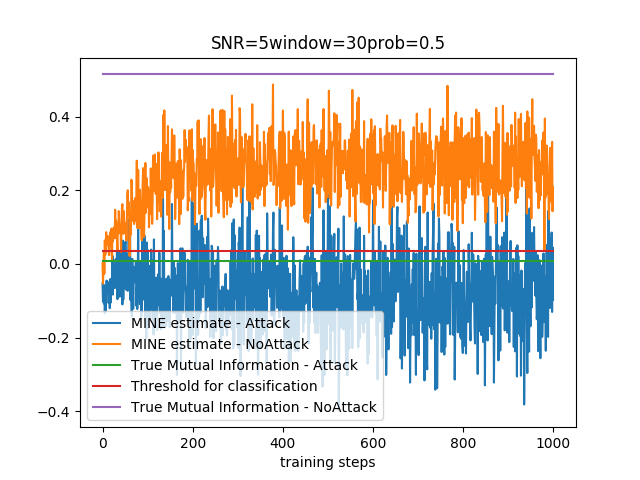 SNR=5window=30prob=0.5
0.4
0.2
0.0
−0.2
−0.4
MINE estimate - Attack
MINE estimate - NoAttack
True Mutual Information - Attack
Threshold for classification
True Mutual Information - NoAttack
0 200 400 600 800 1000
training steps